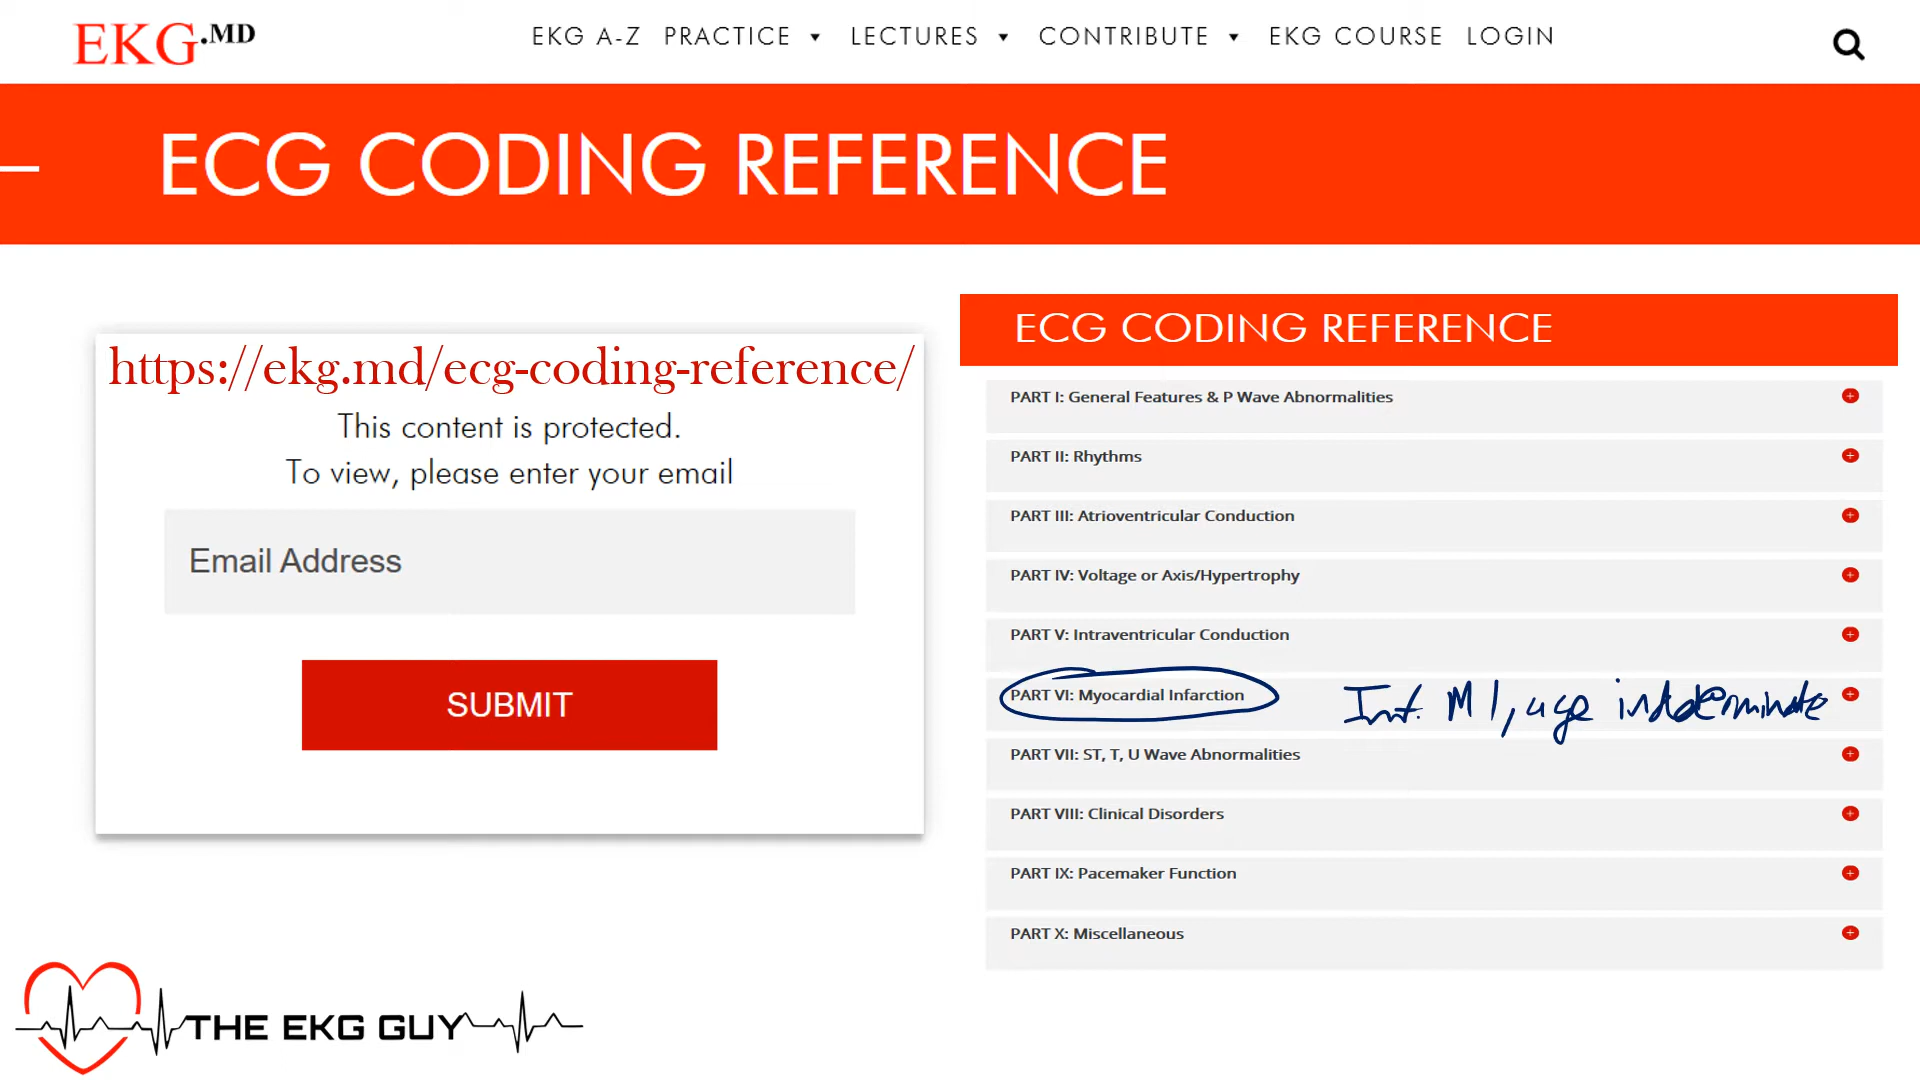 EKG.MD
EKG A-Z PRACTICE LECTURES CONTRIBUTE EKG COURSE LOGIN
ECG CODING REFERENCE
https://ekg.md/ecg-coding-reference/
This content is protected.
To view, please enter your email
Email Address
SUBMIT
ECG CODING REFERENCE
PART I: General Features & P Wave Abnormalities
PART II: Rhythms
PART III: Atrioventricular Conduction
PART IV: Voltage or Axis/Hypertrophy
PART V: Intraventricular Conduction
PART VI: Myocardial Infarction
Inf. MI, age indeterminate
PART VII: ST, T, U Wave Abnormalities
PART VIII: Clinical Disorders
PART IX: Pacemaker Function
PART X: Miscellaneous
THE EKG GUY